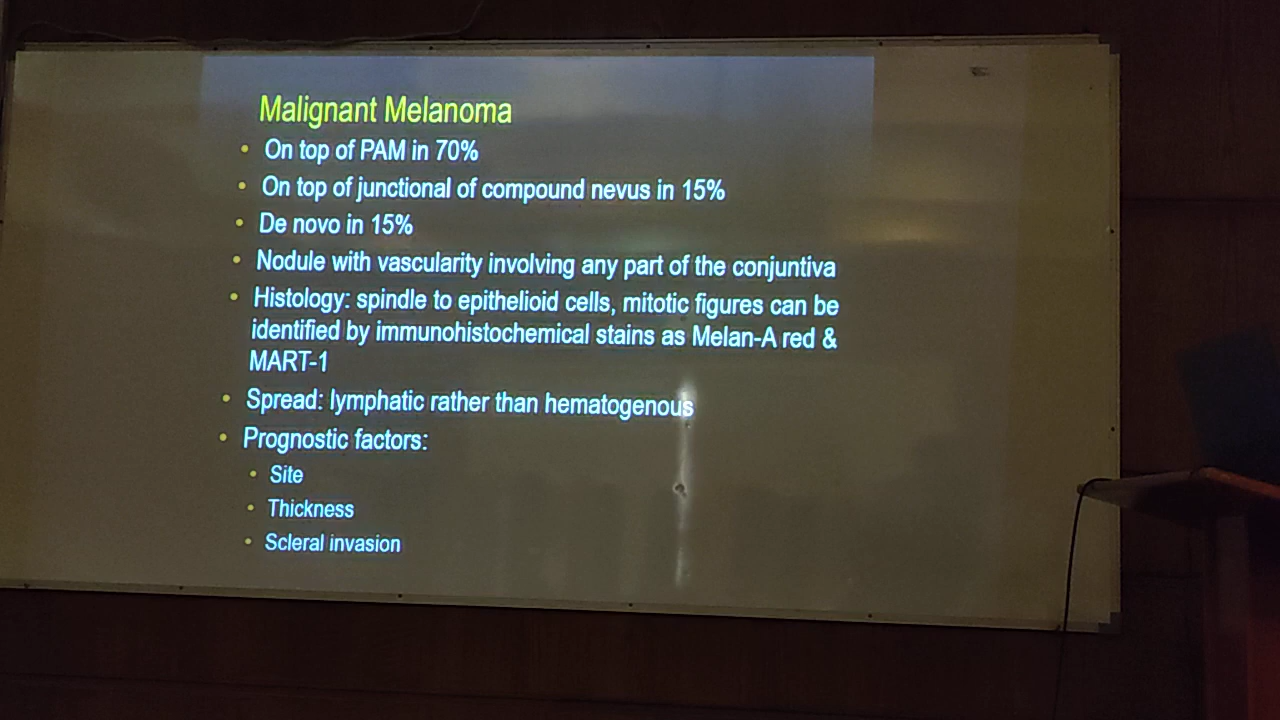 Malignant Melanoma
• On top of PAM in 70%
• On top of junctional of compound nevus in 15%
• De novo in 15%
• Nodule with vascularity involving any part of the conjuntiva
• Histology: spindle to epithelioid cells, mitotic figures can be
identified by immunohistochemical stains as Melan-A red &
MART-1
• Spread: lymphatic rather than hematogenous
• Prognostic factors:
• Site
• Thickness
• Scleral invasion